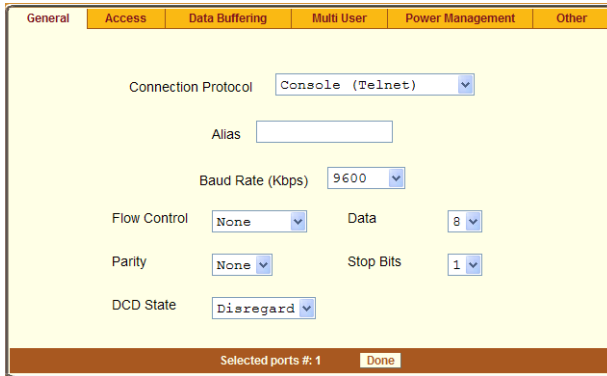 General Access Data Buffering Multi User Power Management Other
Connection Protocol Console (Telnet)
Alias
Baud Rate (Kbps) 9600
Flow Control None Data 8
Parity None Stop Bits 1
DCD State Disregard
Selected ports #: 1 Done